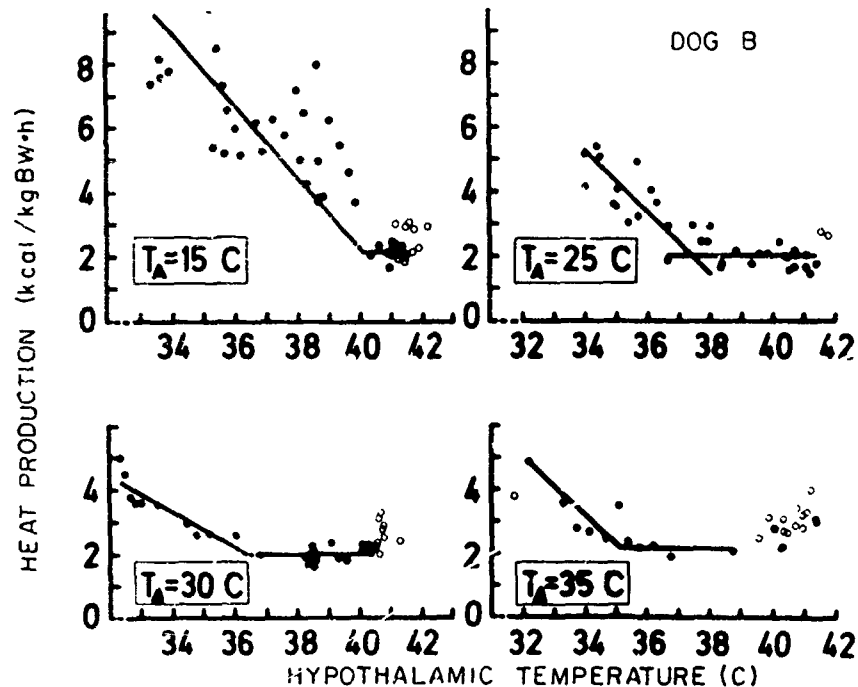 HEAT PRODUCTION (kcal/kgBW·h)
DOG B
8
6
4
2
0
T_A=15 C
34 36 38 40 42
8
6
4
2
0
T_A=25 C
32 34 36 38 40 42
4
2
0
T_A=30 C
34 36 38 40 42
4
2
0
T_A=35 C
32 34 36 38 40 42
HYPOTHALAMIC TEMPERATURE (C)